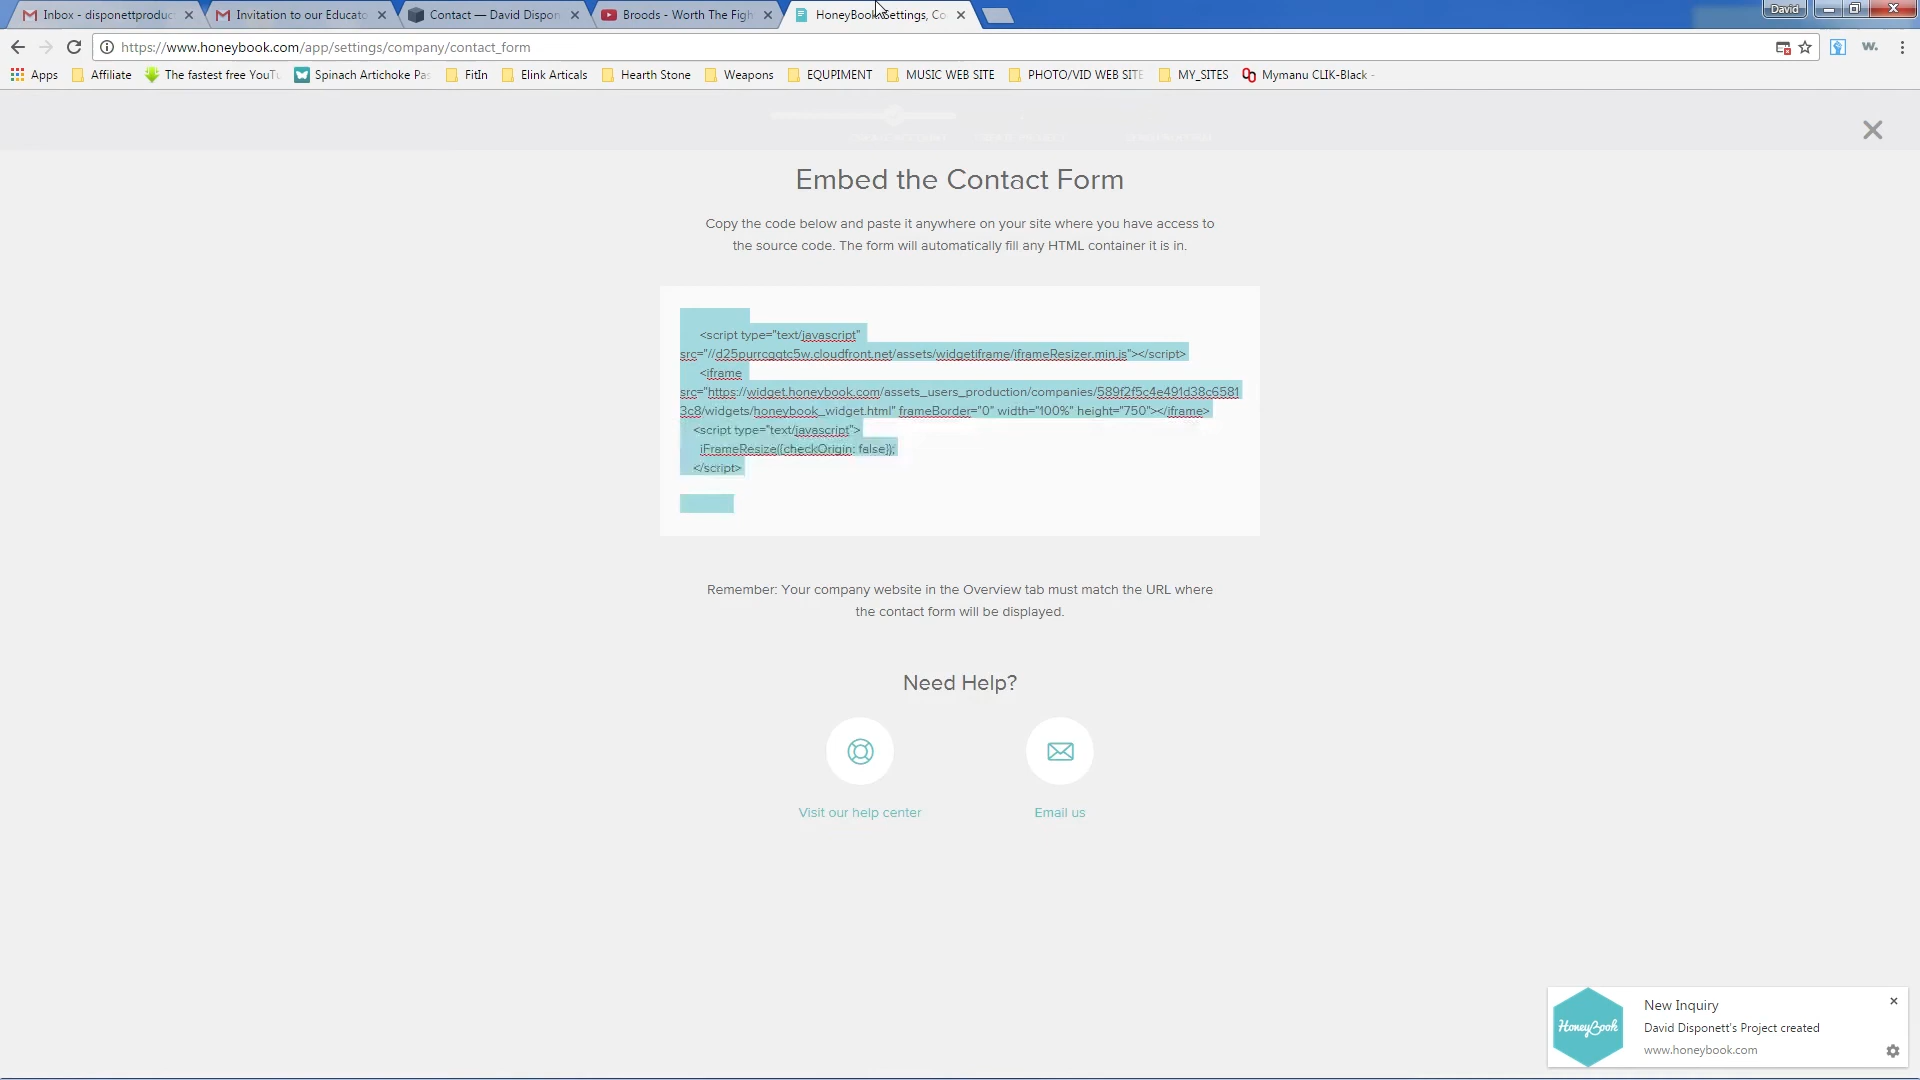 Inbox - disponettproduc
Invitation to our Educato
Contact — David Dispon
Broods - Worth The Figh
HoneyBook Settings, Co
David
https://www.honeybook.com/app/settings/company/contact_form
Apps
Affiliate
The fastest free YouTu
Spinach Artichoke Pas
FitIn
Elink Articals
Hearth Stone
Weapons
EQUPIMENT
MUSIC WEB SITE
PHOTO/VID WEB SITE
MY_SITES
Mymanu CLIK-Black -
Embed the Contact Form
Copy the code below and paste it anywhere on your site where you have access to
the source code. The form will automatically fill any HTML container it is in.
<script type="text/javascript"
src="//d25purrcgqtc5w.cloudfront.net/assets/widgetiframe/iframeResizer.min.js"></script>
<iframe
src="https://widget.honeybook.com/assets_users_production/companies/589f2f5c4e491d38c6581
3c8/widgets/honeybook_widget.html" frameBorder="0" width="100%" height="750"></iframe>
<script type="text/javascript">
iFrameResize({checkOrigin: false});
</script>
Remember: Your company website in the Overview tab must match the URL where
the contact form will be displayed.
Need Help?
Visit our help center
Email us
HoneyBook
New Inquiry
David Disponett's Project created
www.honeybook.com